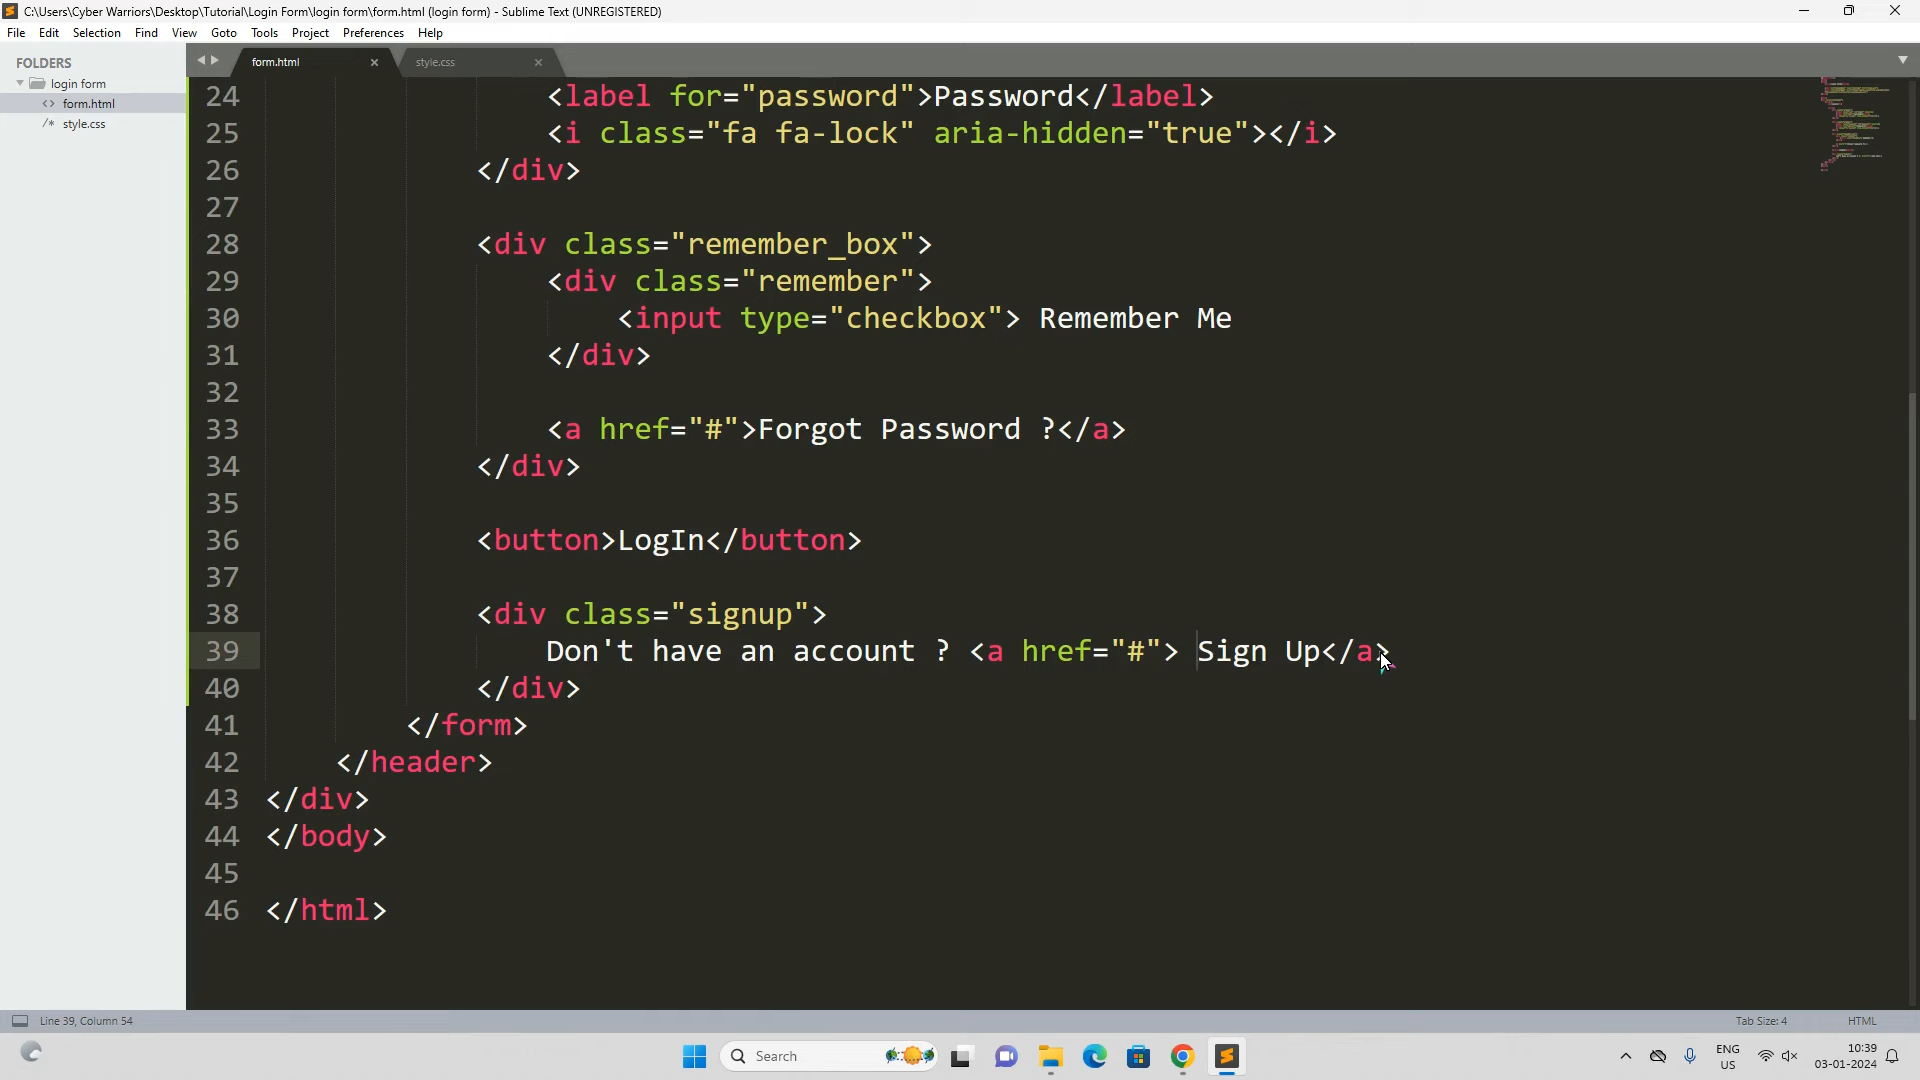 C:\Users\Cyber Warriors\Desktop\Tutorial\Login Form\login form\form.html (login form) - Sublime Text (UNREGISTERED)
File Edit Selection Find View Goto Tools Project Preferences Help
FOLDERS
login form
<> form.html
/* style.css
form.html
style.css
24 <label for="password">Password</label>
25 <i class="fa fa-lock" aria-hidden="true"></i>
26 </div>
27
28 <div class="remember_box">
29 <div class="remember">
30 <input type="checkbox"> Remember Me
31 </div>
32
33 <a href="#">Forgot Password ?</a>
34 </div>
35
36 <button>LogIn</button>
37
38 <div class="signup">
39 Don't have an account ? <a href="#"> Sign Up</a>
40 </div>
41 </form>
42 </header>
43 </div>
44 </body>
45
46 </html>
Line 39, Column 54
Tab Size: 4
HTML
Search
ENG
US
10:39
03-01-2024